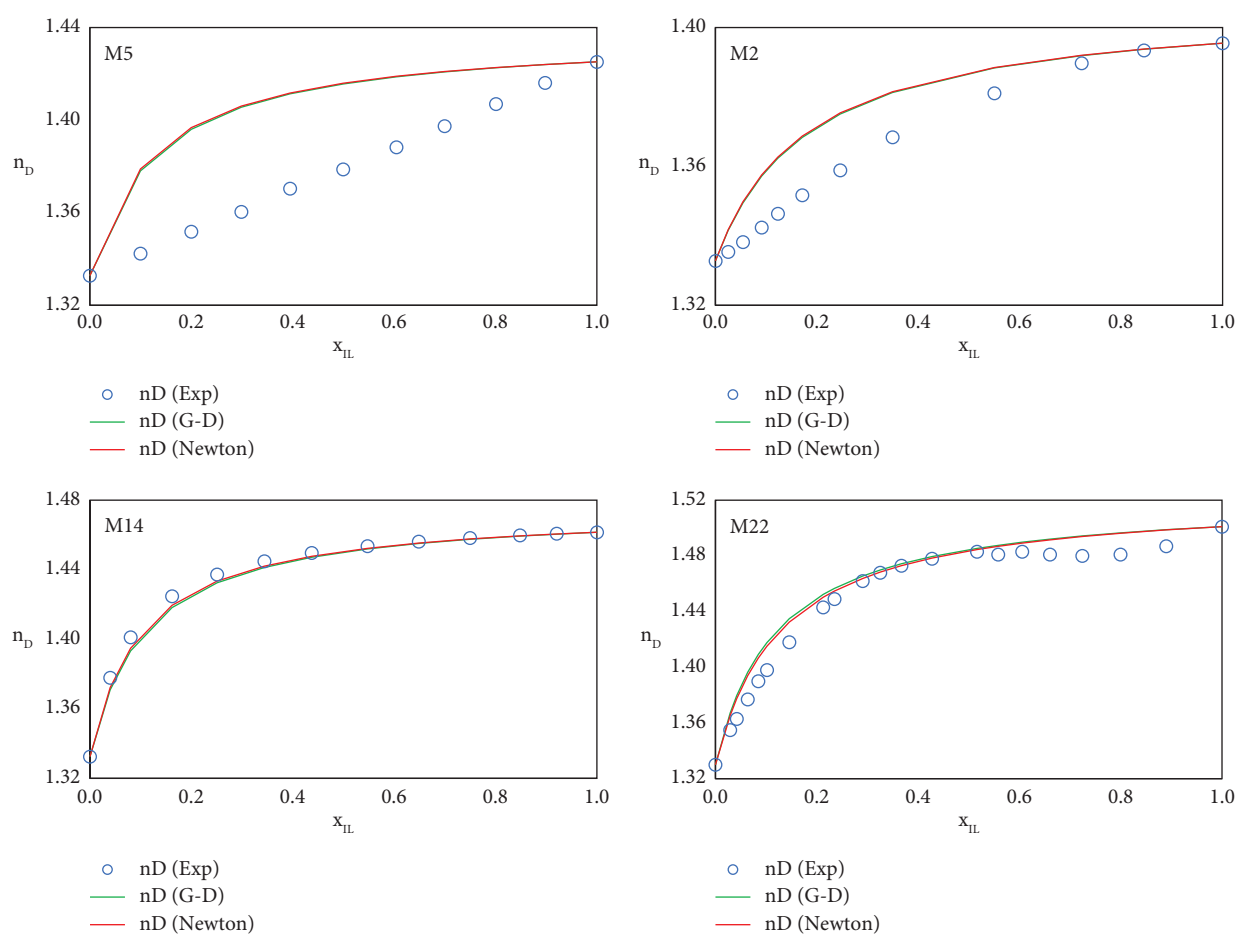 M5
1.44
1.40
1.36
1.32
n_D
0.0 0.2 0.4 0.6 0.8 1.0
x_IL
nD (Exp)
nD (G-D)
nD (Newton)
M2
1.40
1.36
1.32
n_D
0.0 0.2 0.4 0.6 0.8 1.0
x_IL
nD (Exp)
nD (G-D)
nD (Newton)
M14
1.48
1.44
1.40
1.36
1.32
n_D
0.0 0.2 0.4 0.6 0.8 1.0
x_IL
nD (Exp)
nD (G-D)
nD (Newton)
M22
1.52
1.48
1.44
1.40
1.36
1.32
n_D
0.0 0.2 0.4 0.6 0.8 1.0
x_IL
nD (Exp)
nD (G-D)
nD (Newton)